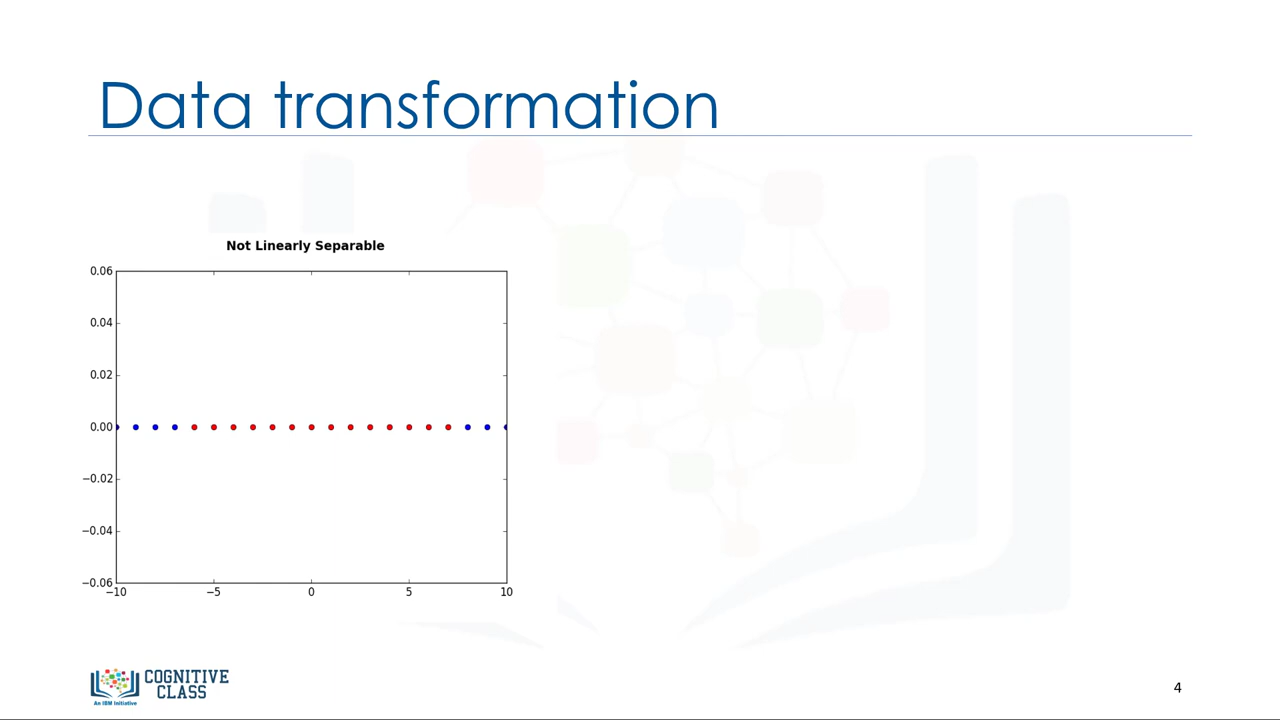 Data transformation
Not Linearly Separable
0.06
0.04
0.02
0.00
−0.02
−0.04
−0.06
−10 −5 0 5 10
COGNITIVE
CLASS
An IBM Initiative
4